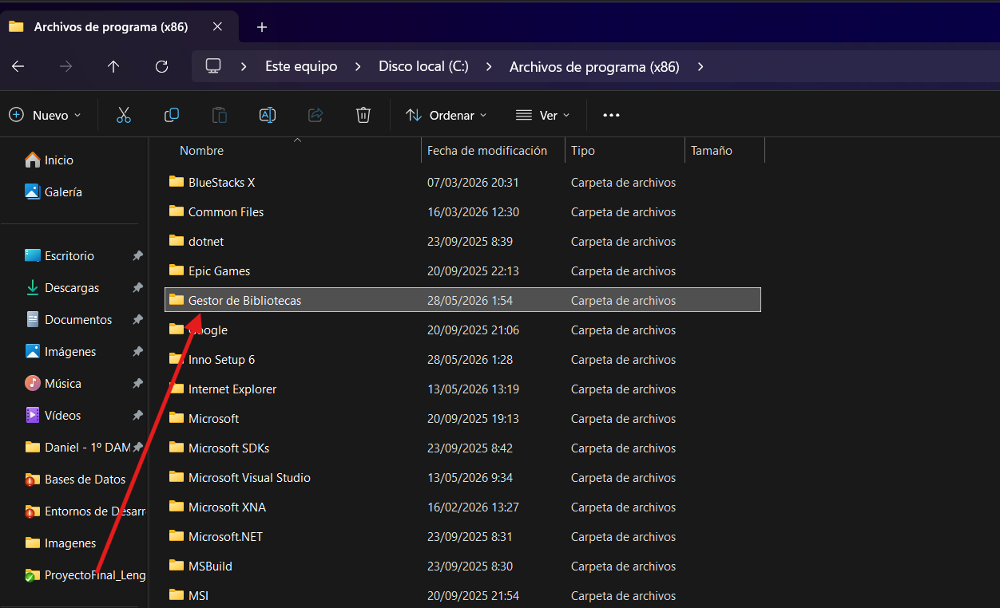 Archivos de programa (x86)
Este equipo > Disco local (C:) > Archivos de programa (x86) >
Nuevo
Ordenar
Ver
Inicio
Galería
Escritorio
Descargas
Documentos
Imágenes
Música
Vídeos
Daniel - 1º DAM
Bases de Datos
Entornos de Desarr
Imagenes
ProyectoFinal_Leng
Nombre Fecha de modificación Tipo Tamaño
BlueStacks X 07/03/2026 20:31 Carpeta de archivos
Common Files 16/03/2026 12:30 Carpeta de archivos
dotnet 23/09/2025 8:39 Carpeta de archivos
Epic Games 20/09/2025 22:13 Carpeta de archivos
Gestor de Bibliotecas 28/05/2026 1:54 Carpeta de archivos
Google 20/09/2025 21:06 Carpeta de archivos
Inno Setup 6 28/05/2026 1:28 Carpeta de archivos
Internet Explorer 13/05/2026 13:19 Carpeta de archivos
Microsoft 20/09/2025 19:13 Carpeta de archivos
Microsoft SDKs 23/09/2025 8:42 Carpeta de archivos
Microsoft Visual Studio 13/05/2026 9:34 Carpeta de archivos
Microsoft XNA 16/02/2026 13:27 Carpeta de archivos
Microsoft.NET 23/09/2025 8:31 Carpeta de archivos
MSBuild 23/09/2025 8:30 Carpeta de archivos
MSI 20/09/2025 21:54 Carpeta de archivos